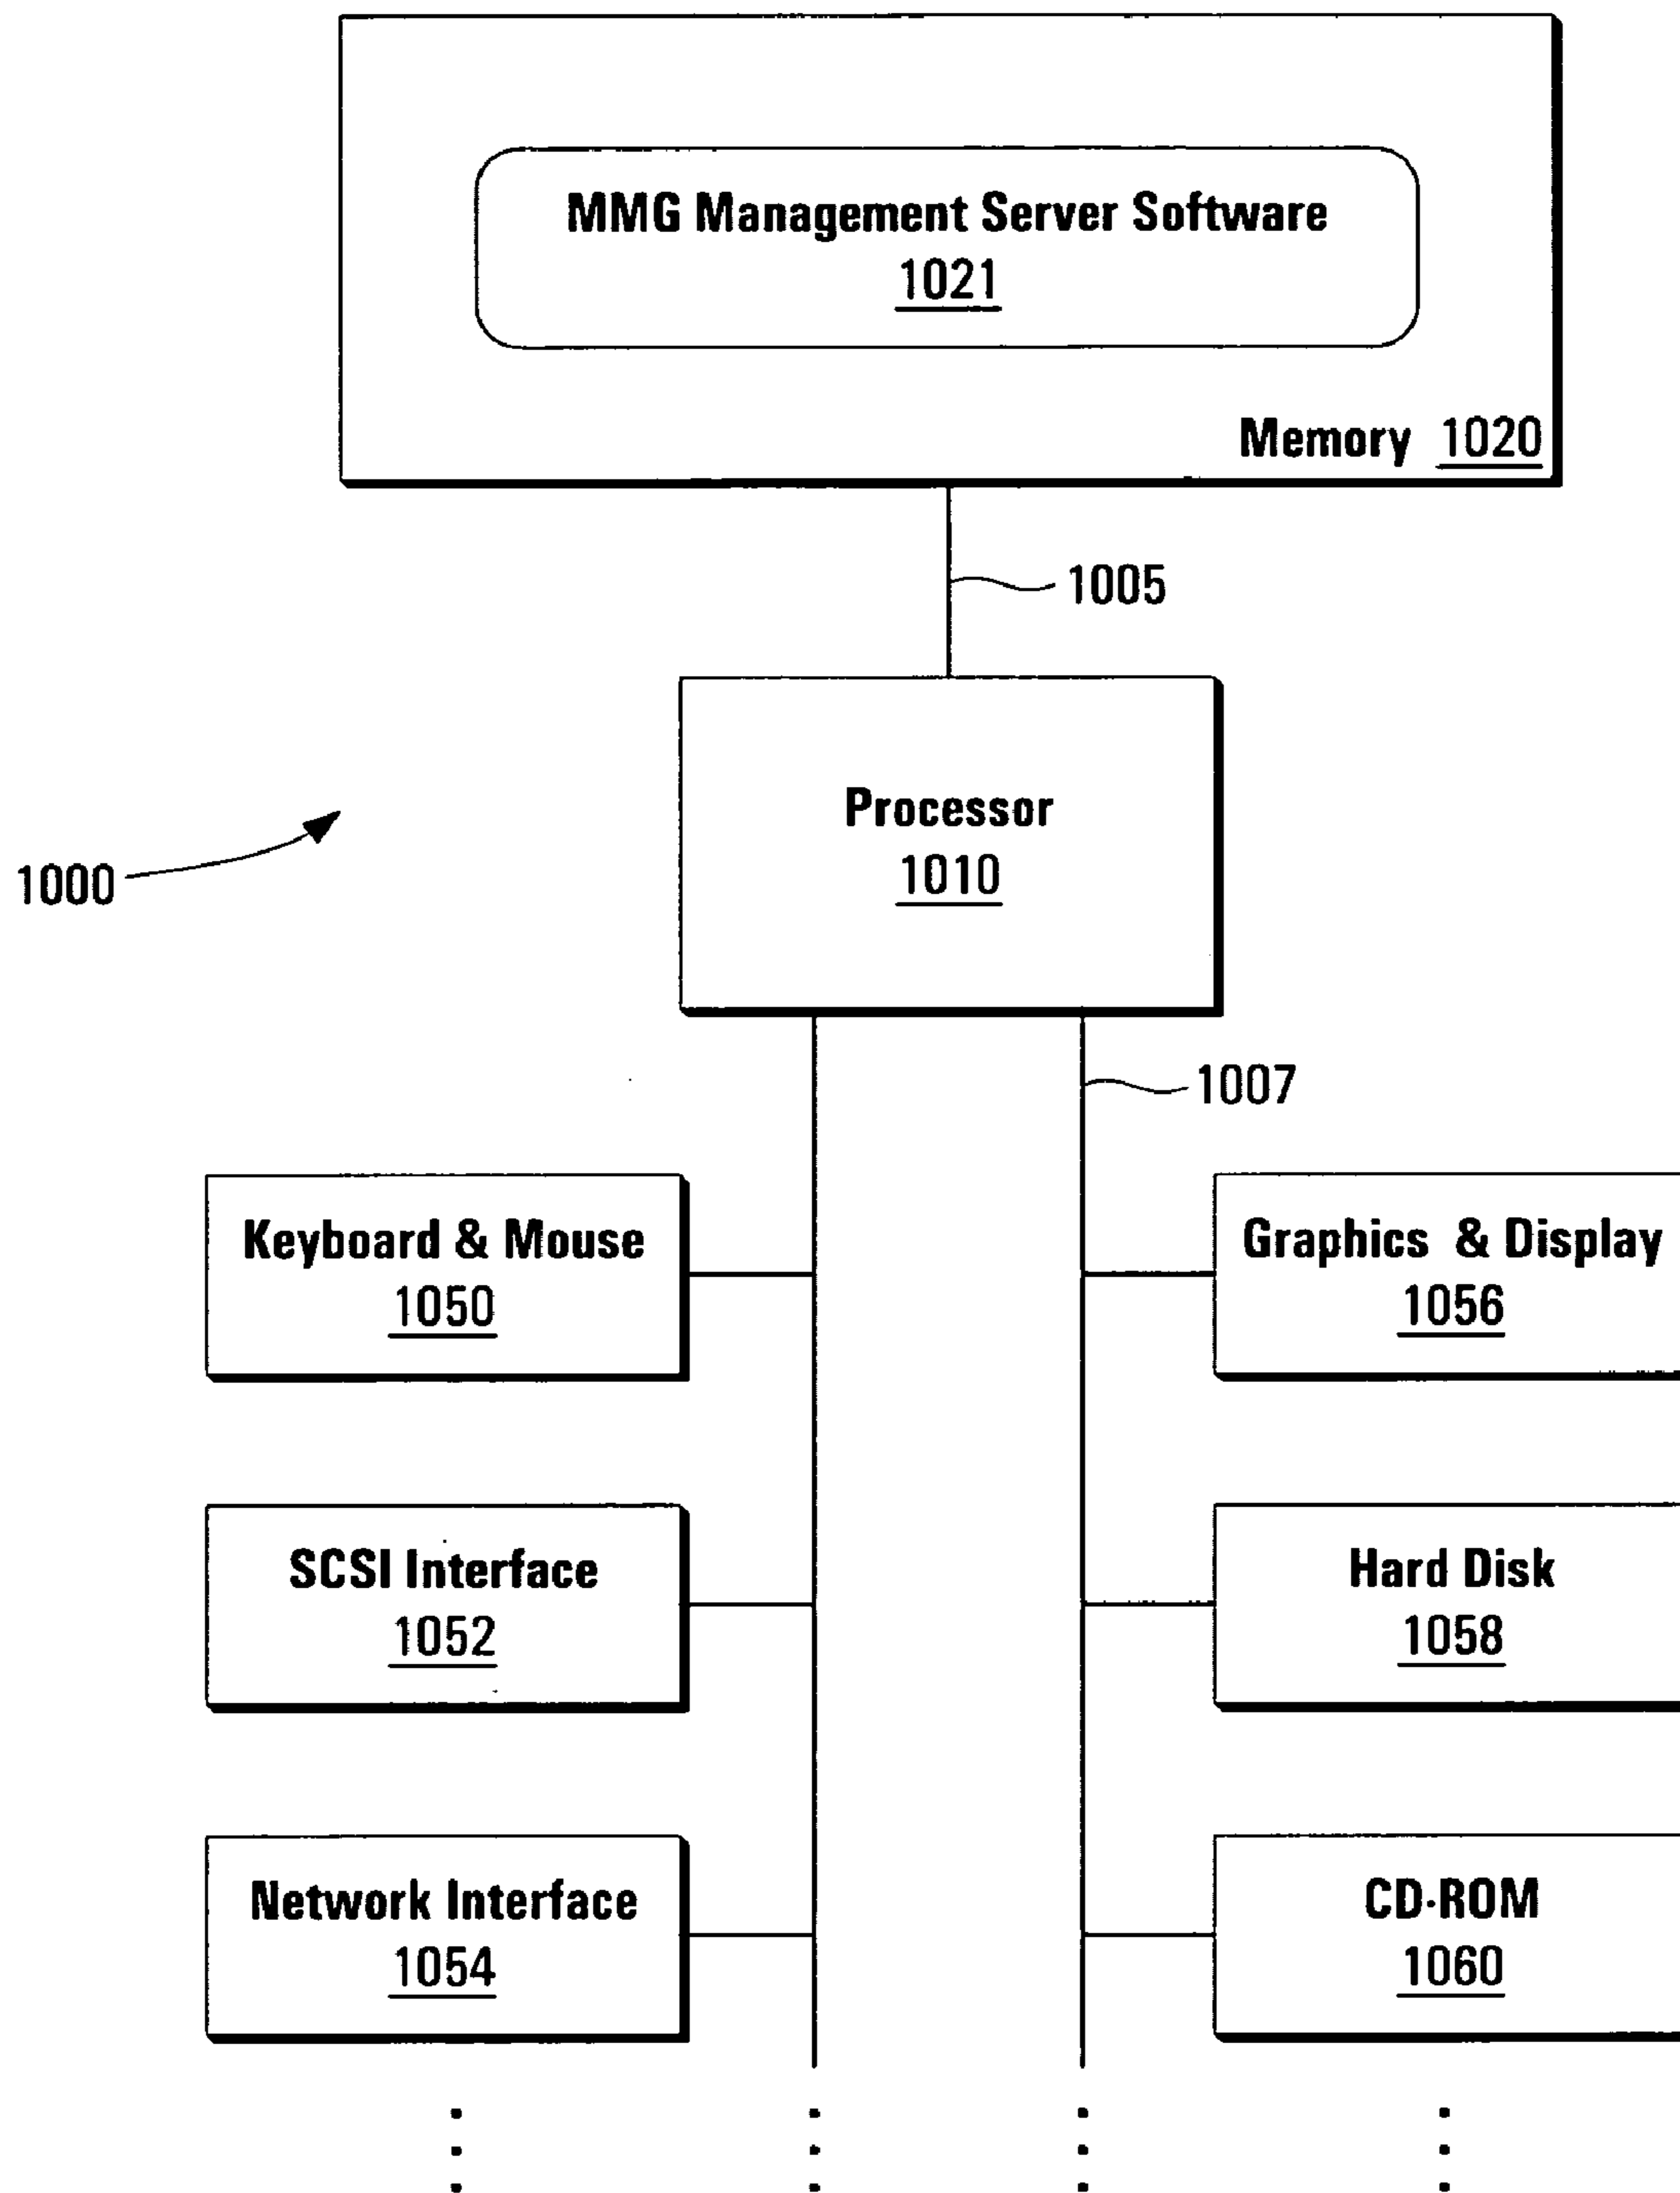 MMG Management Server Software
1021
Memory 1020
1005
Processor
1010
1000
1007
Keyboard & Mouse
1050
Graphics & Display
1056
SCSI Interface
1052
Hard Disk
1058
Network Interface
1054
CD-ROM
1060